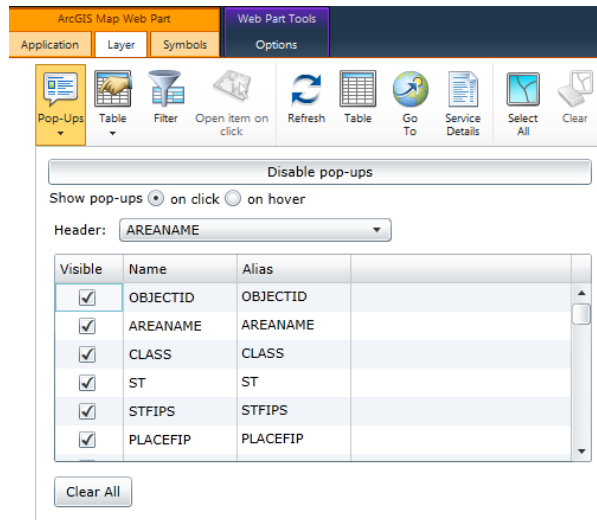 ArcGIS Map Web Part Web Part Tools
Application Layer Symbols Options
Pop-Ups Table Filter Open item on click Refresh Table Go To Service Details Select All Clear
Disable pop-ups
Show pop-ups on click on hover
Header: AREANAME
Visible Name Alias
OBJECTID OBJECTID
AREANAME AREANAME
CLASS CLASS
ST ST
STFIPS STFIPS
PLACEFIP PLACEFIP
Clear All